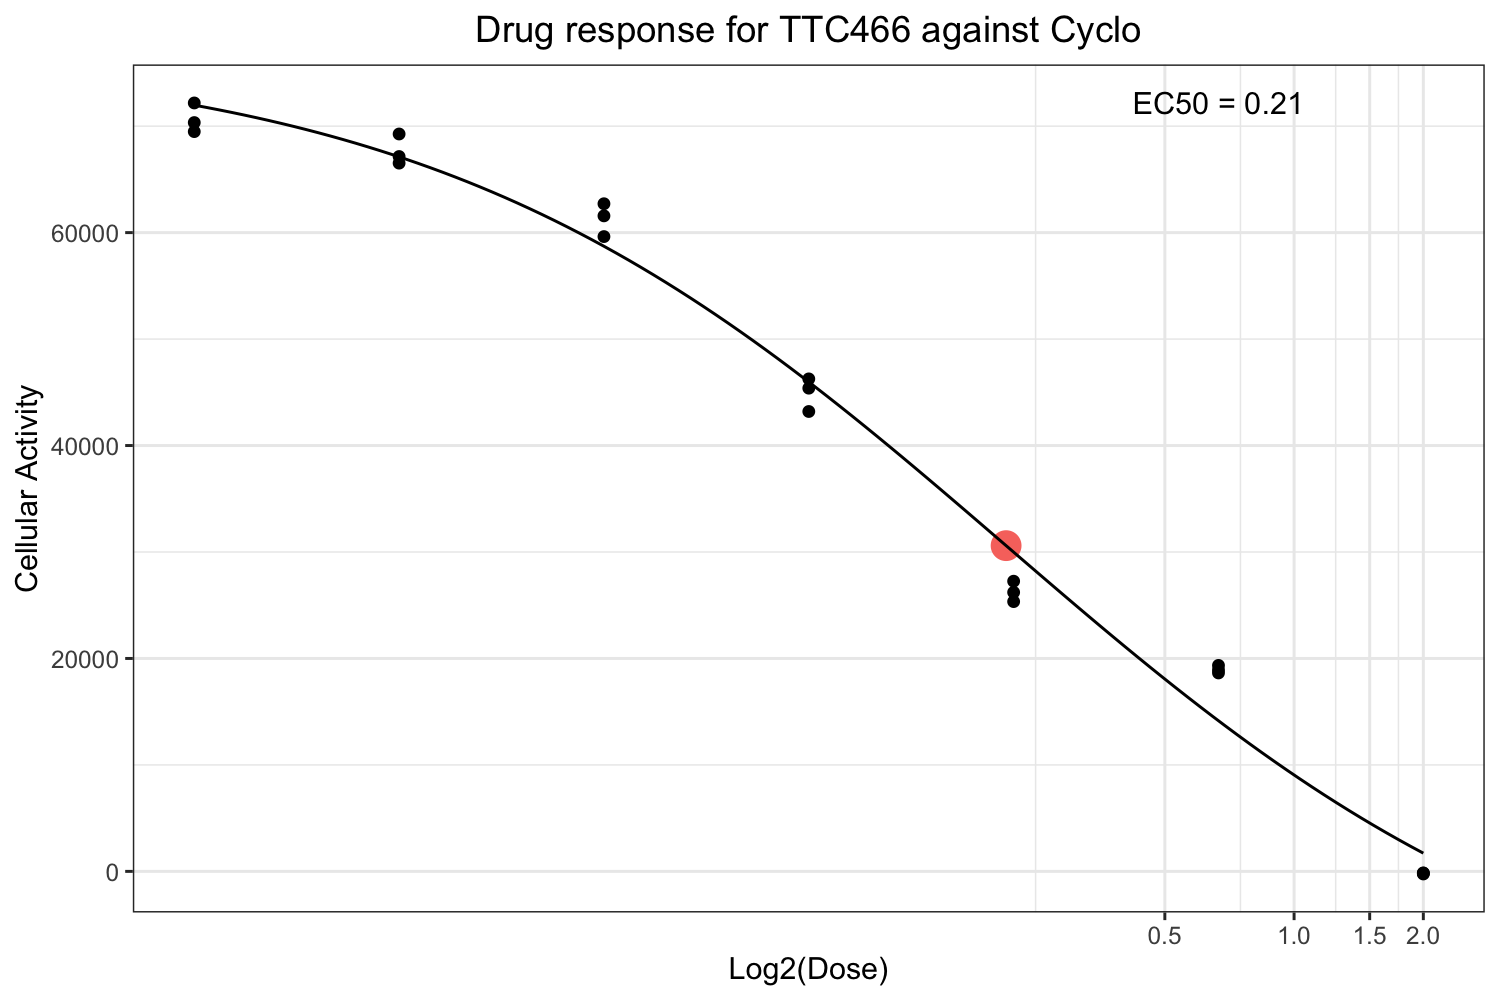 Drug response for TTC466 against Cyclo
EC50 = 0.21
Cellular Activity
60000
40000
20000
0
0.5 1.0 1.5 2.0
Log2(Dose)